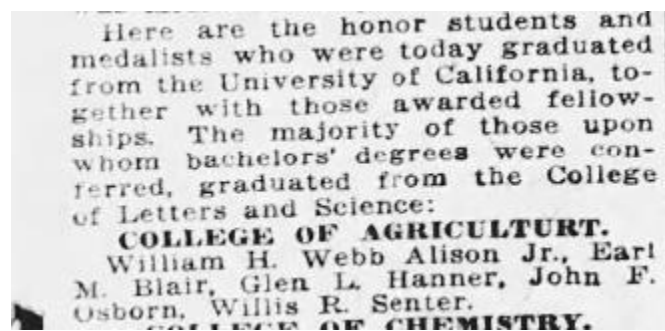 Here are the honor students and
medalists who were today graduated
from the University of California, to-
gether with those awarded fellow-
ships. The majority of those upon
whom bachelors' degrees were con-
ferred, graduated from the College
of Letters and Science:
COLLEGE OF AGRICULTURT.
William H. Webb Alison Jr., Earl
M. Blair, Glen L. Hanner, John F.
Osborn, Willis R. Senter.
COLLEGE OF CHEMISTRY.